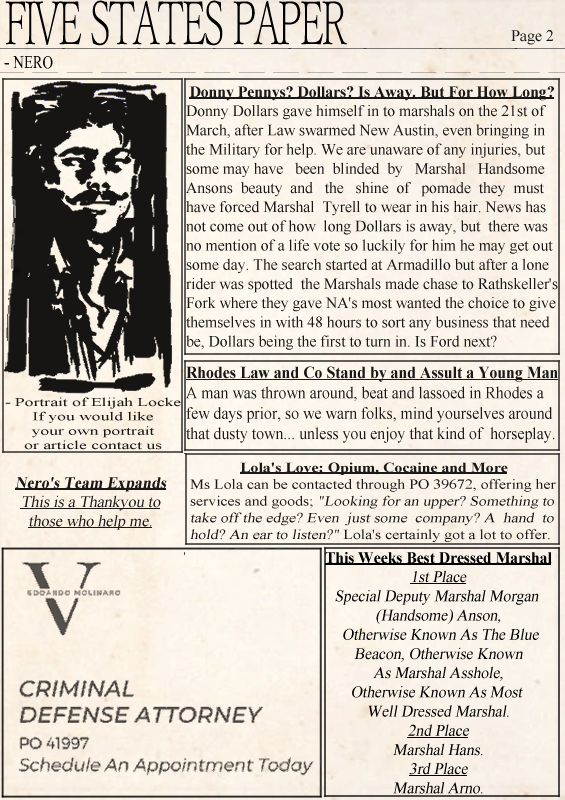 FIVE STATES PAPER
Page 2
- NERO
Donny Pennys? Dollars? Is Away. But For How Long?
Donny Dollars gave himself in to marshals on the 21st of
March, after Law swarmed New Austin, even bringing in
the Military for help. We are unaware of any injuries, but
some may have been blinded by Marshal Handsome
Ansons beauty and the shine of pomade they must
have forced Marshal Tyrell to wear in his hair. News has
not come out of how long Dollars is away, but there was
no mention of a life vote so luckily for him he may get out
some day. The search started at Armadillo but after a lone
rider was spotted the Marshals made chase to Rathskeller's
Fork where they gave NA's most wanted the choice to give
themselves in with 48 hours to sort any business that need
be, Dollars being the first to turn in. Is Ford next?
- Portrait of Elijah Locke
If you would like
your own portrait
or article contact us
Rhodes Law and Co Stand by and Assult a Young Man
A man was thrown around, beat and lassoed in Rhodes a
few days prior, so we warn folks, mind yourselves around
that dusty town... unless you enjoy that kind of horseplay.
Nero's Team Expands
This is a Thankyou to
those who help me.
Lola's Love: Opium, Cocaine and More
Ms Lola can be contacted through PO 39672, offering her
services and goods; "Looking for an upper? Something to
take off the edge? Even just some company? A hand to
hold? An ear to listen?" Lola's certainly got a lot to offer.
V
EDOARDO MOLINARO
CRIMINAL
DEFENSE ATTORNEY
PO 41997
Schedule An Appointment Today
This Weeks Best Dressed Marshal
1st Place
Special Deputy Marshal Morgan
(Handsome) Anson,
Otherwise Known As The Blue
Beacon, Otherwise Known
As Marshal Asshole,
Otherwise Known As Most
Well Dressed Marshal.
2nd Place
Marshal Hans.
3rd Place
Marshal Arno.